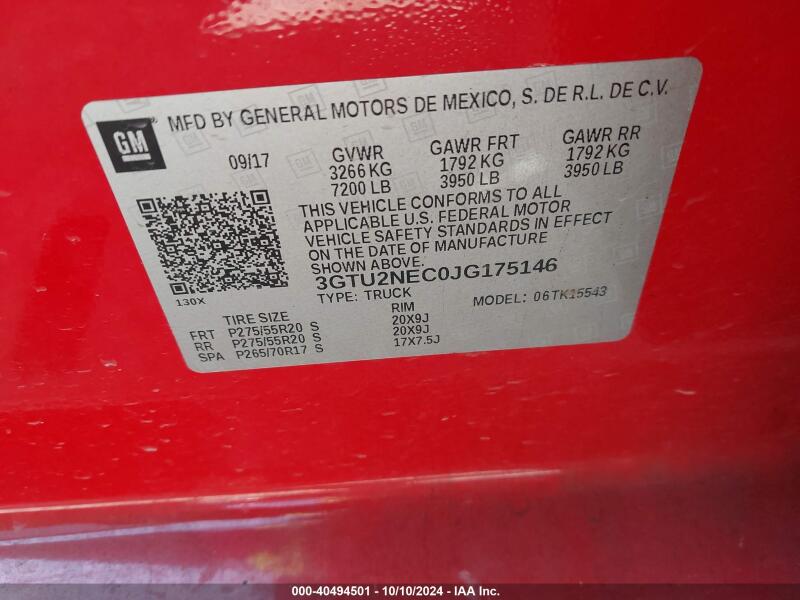 MFD BY GENERAL MOTORS DE MEXICO, S. DE R.L. DE C.V.
GM
09/17 GVWR GAWR FRT GAWR RR
3266 KG 1792 KG 1792 KG
7200 LB 3950 LB 3950 LB
THIS VEHICLE CONFORMS TO ALL
APPLICABLE U.S. FEDERAL MOTOR
VEHICLE SAFETY STANDARDS IN EFFECT
ON THE DATE OF MANUFACTURE
SHOWN ABOVE.
3GTU2NEC0JG175146
130X TYPE: TRUCK MODEL: 06TK15543
TIRE SIZE RIM
FRT P275/55R20 S 20X9J
RR P275/55R20 S 20X9J
SPA P265/70R17 S 17X7.5J
000-40494501 - 10/10/2024 - IAA Inc.